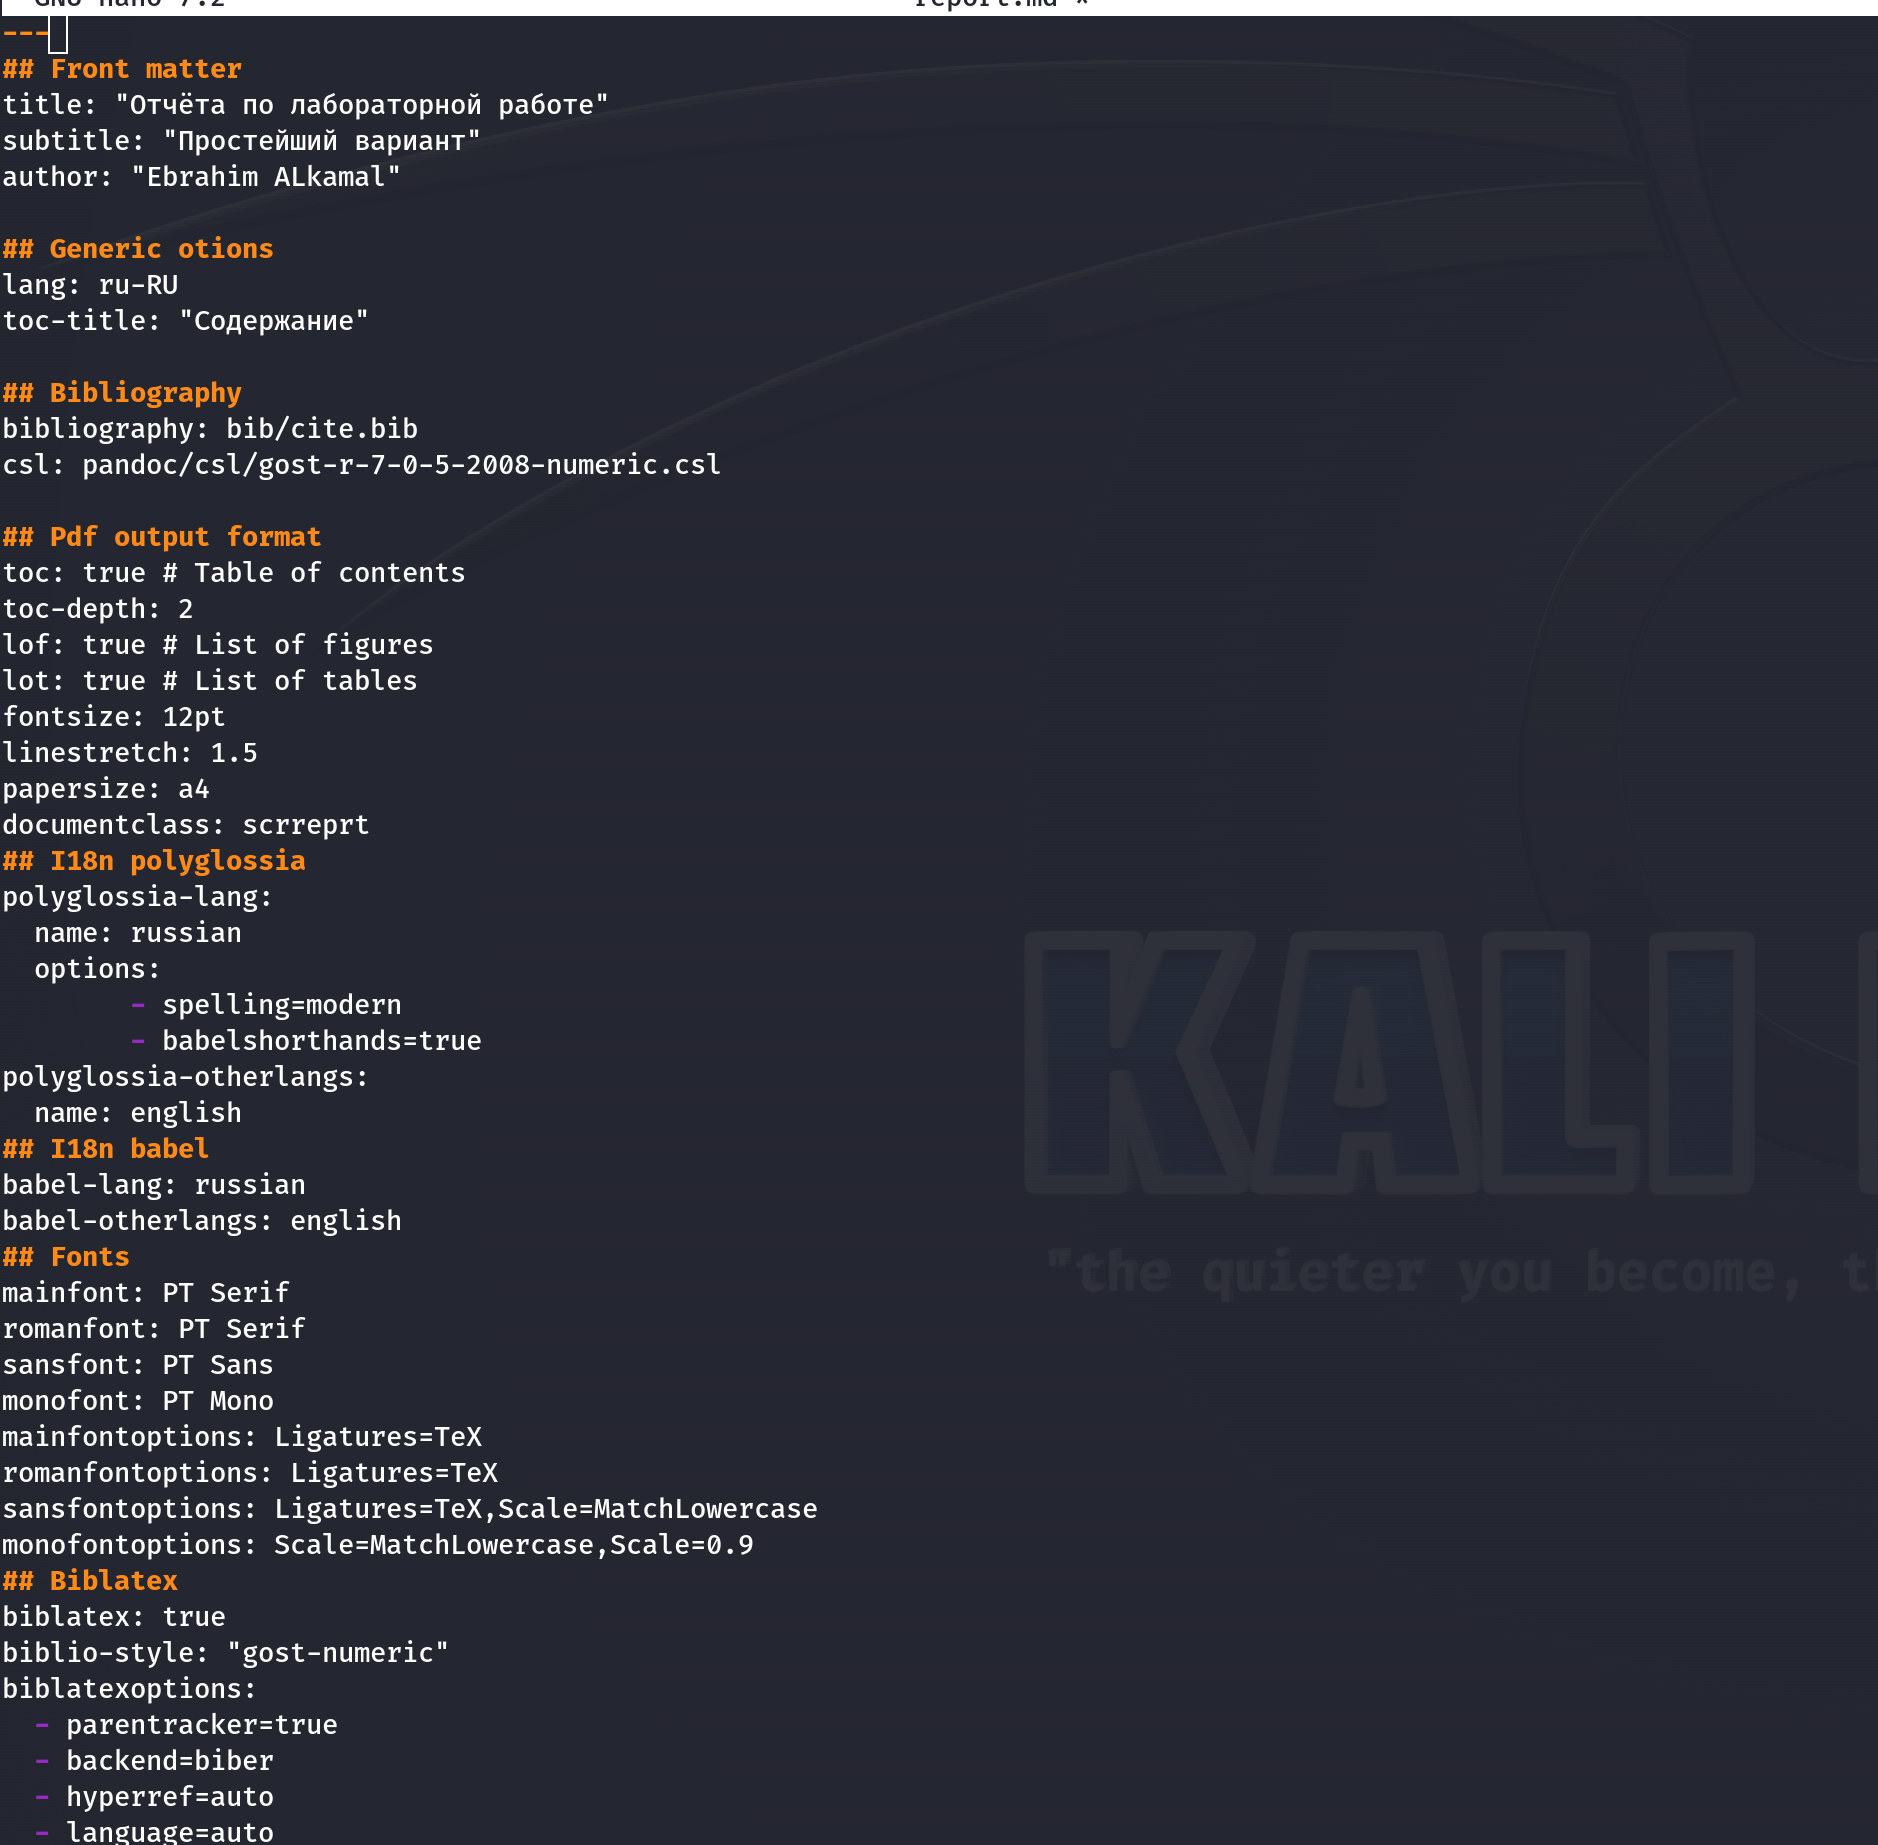 GNU nano 7.2 report.md *
---
## Front matter
title: "Отчёта по лабораторной работе"
subtitle: "Простейший вариант"
author: "Ebrahim ALkamal"
## Generic otions
lang: ru-RU
toc-title: "Содержание"
## Bibliography
bibliography: bib/cite.bib
csl: pandoc/csl/gost-r-7-0-5-2008-numeric.csl
## Pdf output format
toc: true # Table of contents
toc-depth: 2
lof: true # List of figures
lot: true # List of tables
fontsize: 12pt
linestretch: 1.5
papersize: a4
documentclass: scrreprt
## I18n polyglossia
polyglossia-lang:
  name: russian
  options:
        - spelling=modern
        - babelshorthands=true
polyglossia-otherlangs:
  name: english
## I18n babel
babel-lang: russian
babel-otherlangs: english
## Fonts
mainfont: PT Serif
romanfont: PT Serif
sansfont: PT Sans
monofont: PT Mono
mainfontoptions: Ligatures=TeX
romanfontoptions: Ligatures=TeX
sansfontoptions: Ligatures=TeX,Scale=MatchLowercase
monofontoptions: Scale=MatchLowercase,Scale=0.9
## Biblatex
biblatex: true
biblio-style: "gost-numeric"
biblatexoptions:
  - parentracker=true
  - backend=biber
  - hyperref=auto
  - language=auto
KALI
"the quieter you become,